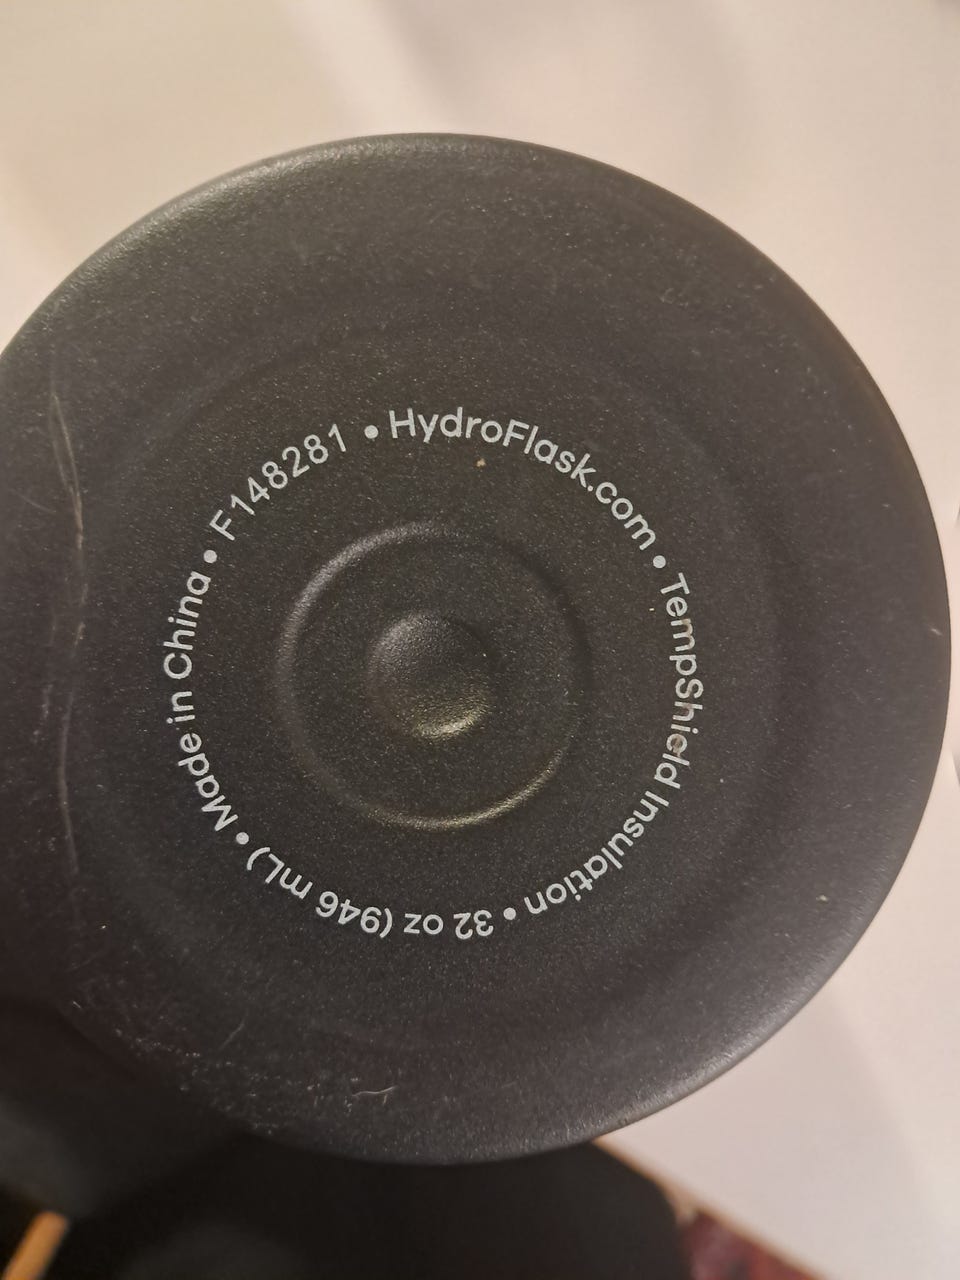 HydroFlask.com • TempShield Insulation • 32 oz (946 mL) • Made in China • F148281 •